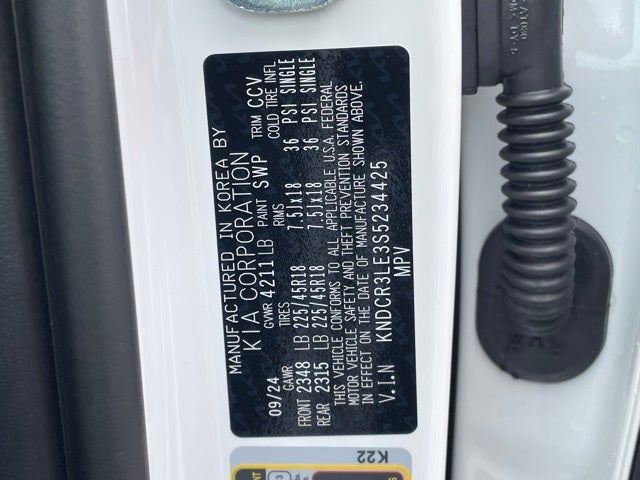 MANUFACTURED IN KOREA BY
KIA CORPORATION
09/24 GVWR 4211LB PAINT SWP TRIM CCV
GAWR TIRES RIMS COLD TIRE INFL.
FRONT 2348 LB 225/45R18 7.5Jx18 36 PSI SINGLE
REAR 2315 LB 225/45R18 7.5Jx18 36 PSI SINGLE
THIS VEHICLE CONFORMS TO ALL APPLICABLE U.S.A. FEDERAL
MOTOR VEHICLE SAFETY AND THEFT PREVENTION STANDARDS
IN EFFECT ON THE DATE OF MANUFACTURE SHOWN ABOVE.
V.I.N KNDCR3LE3S5234425
MPV
K22